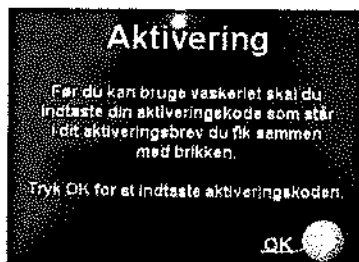 Aktivering
Før du kan bruge vaskeriet skal du
indtaste din aktiveringskode som står
i dit aktiveringsbrev du fik sammen
med brikken.
Tryk OK for at indtaste aktiveringskoden.
OK